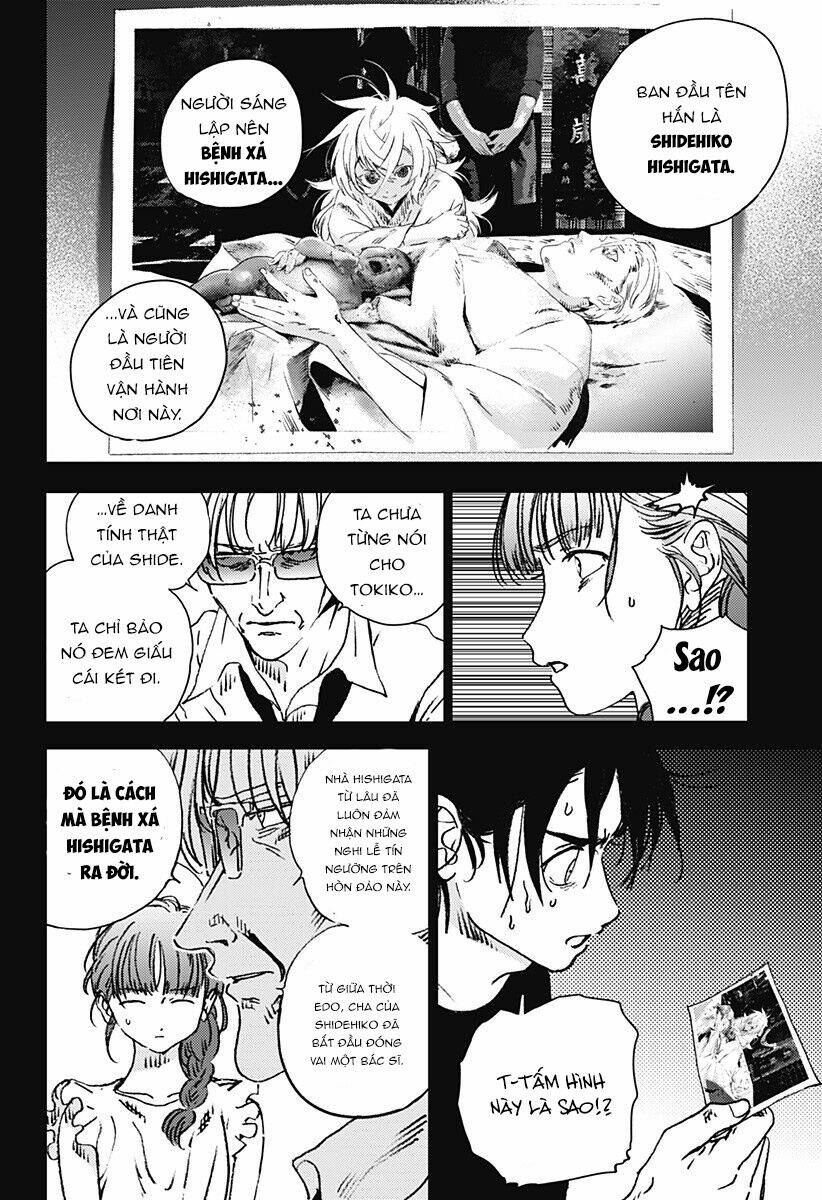 BAN ĐẦU TÊN
HẮN LÀ
SHIDEHIKO
HISHIGATA.
NGƯỜI SÁNG
LẬP NÊN
BỆNH XÁ
HISHIGATA...
...VÀ CŨNG
LÀ NGƯỜI
ĐẦU TIÊN
VẬN HÀNH
NƠI NÀY.
Sao
...!?
TA CHƯA
TỪNG NÓI
CHO
TOKIKO...
...VỀ DANH
TÍNH THẬT
CỦA SHIDE.
TA CHỈ BẢO
NÓ ĐEM GIẤU
CÁI KÉT ĐI.
T-TẤM HÌNH
NÀY LÀ SAO!?
NHÀ HISHIGATA
TỪ LÂU ĐÃ
LUÔN ĐẢM
NHẬN NHỮNG
NGHI LỄ TÍN
NGƯỠNG TRÊN
HÒN ĐẢO NÀY.
TỪ GIỮA THỜI
EDO, CHA CỦA
SHIDEHIKO ĐÃ
BẮT ĐẦU ĐÓNG
VAI MỘT BÁC SĨ.
ĐÓ LÀ CÁCH
MÀ BỆNH XÁ
HISHIGATA
RA ĐỜI.